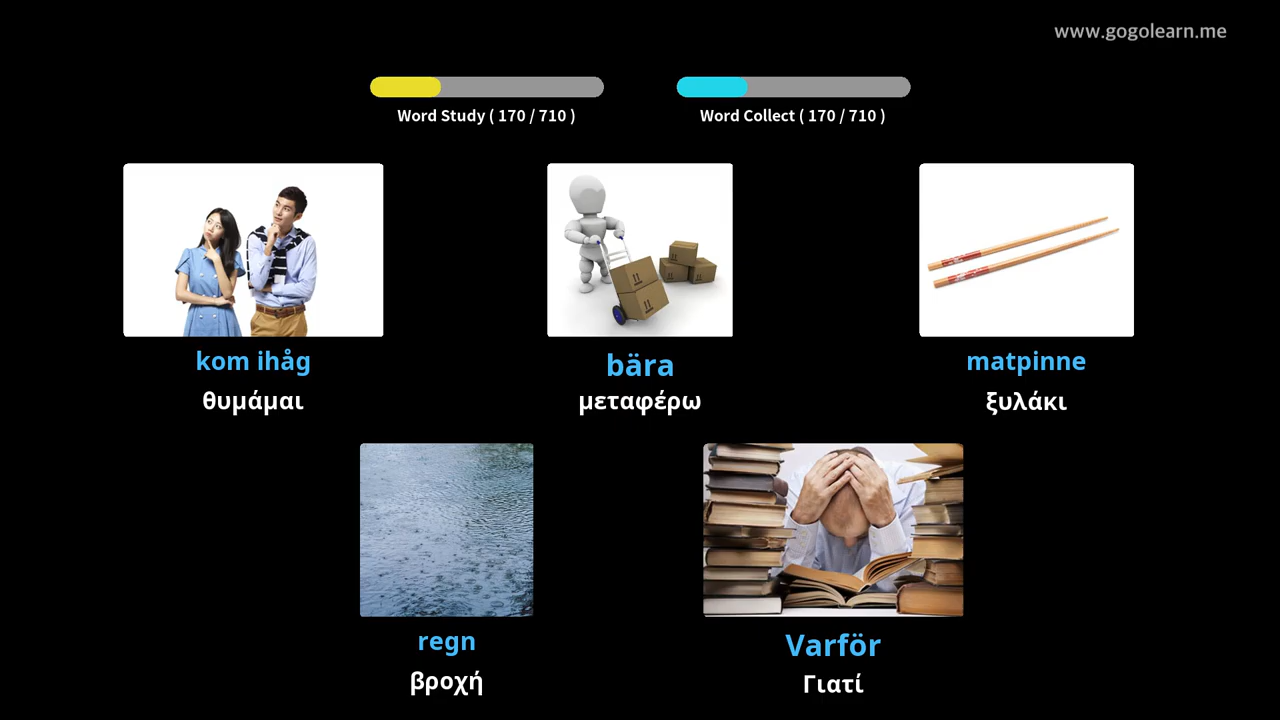 www.gogolearn.me
Word Study ( 170 / 710 )
Word Collect ( 170 / 710 )
kom ihåg
θυμάμαι
bära
μεταφέρω
matpinne
ξυλάκι
regn
βροχή
Varför
Γιατί